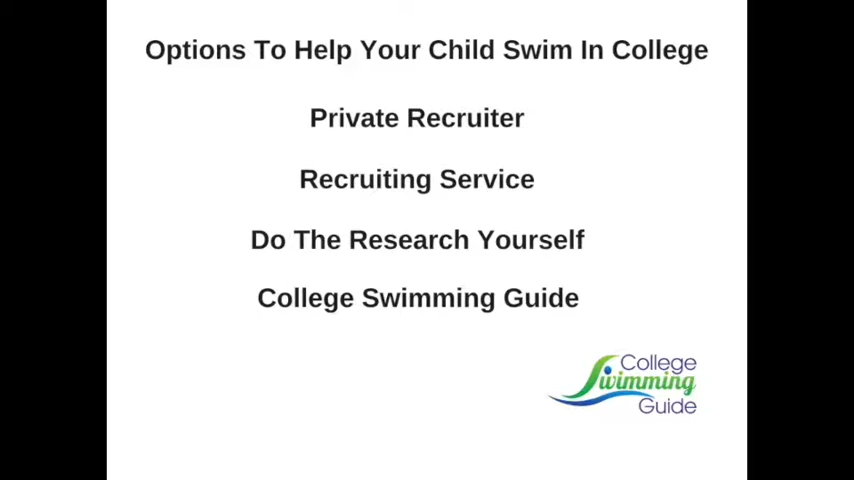 Options To Help Your Child Swim In College
Private Recruiter
Recruiting Service
Do The Research Yourself
College Swimming Guide
College
Swimming
Guide